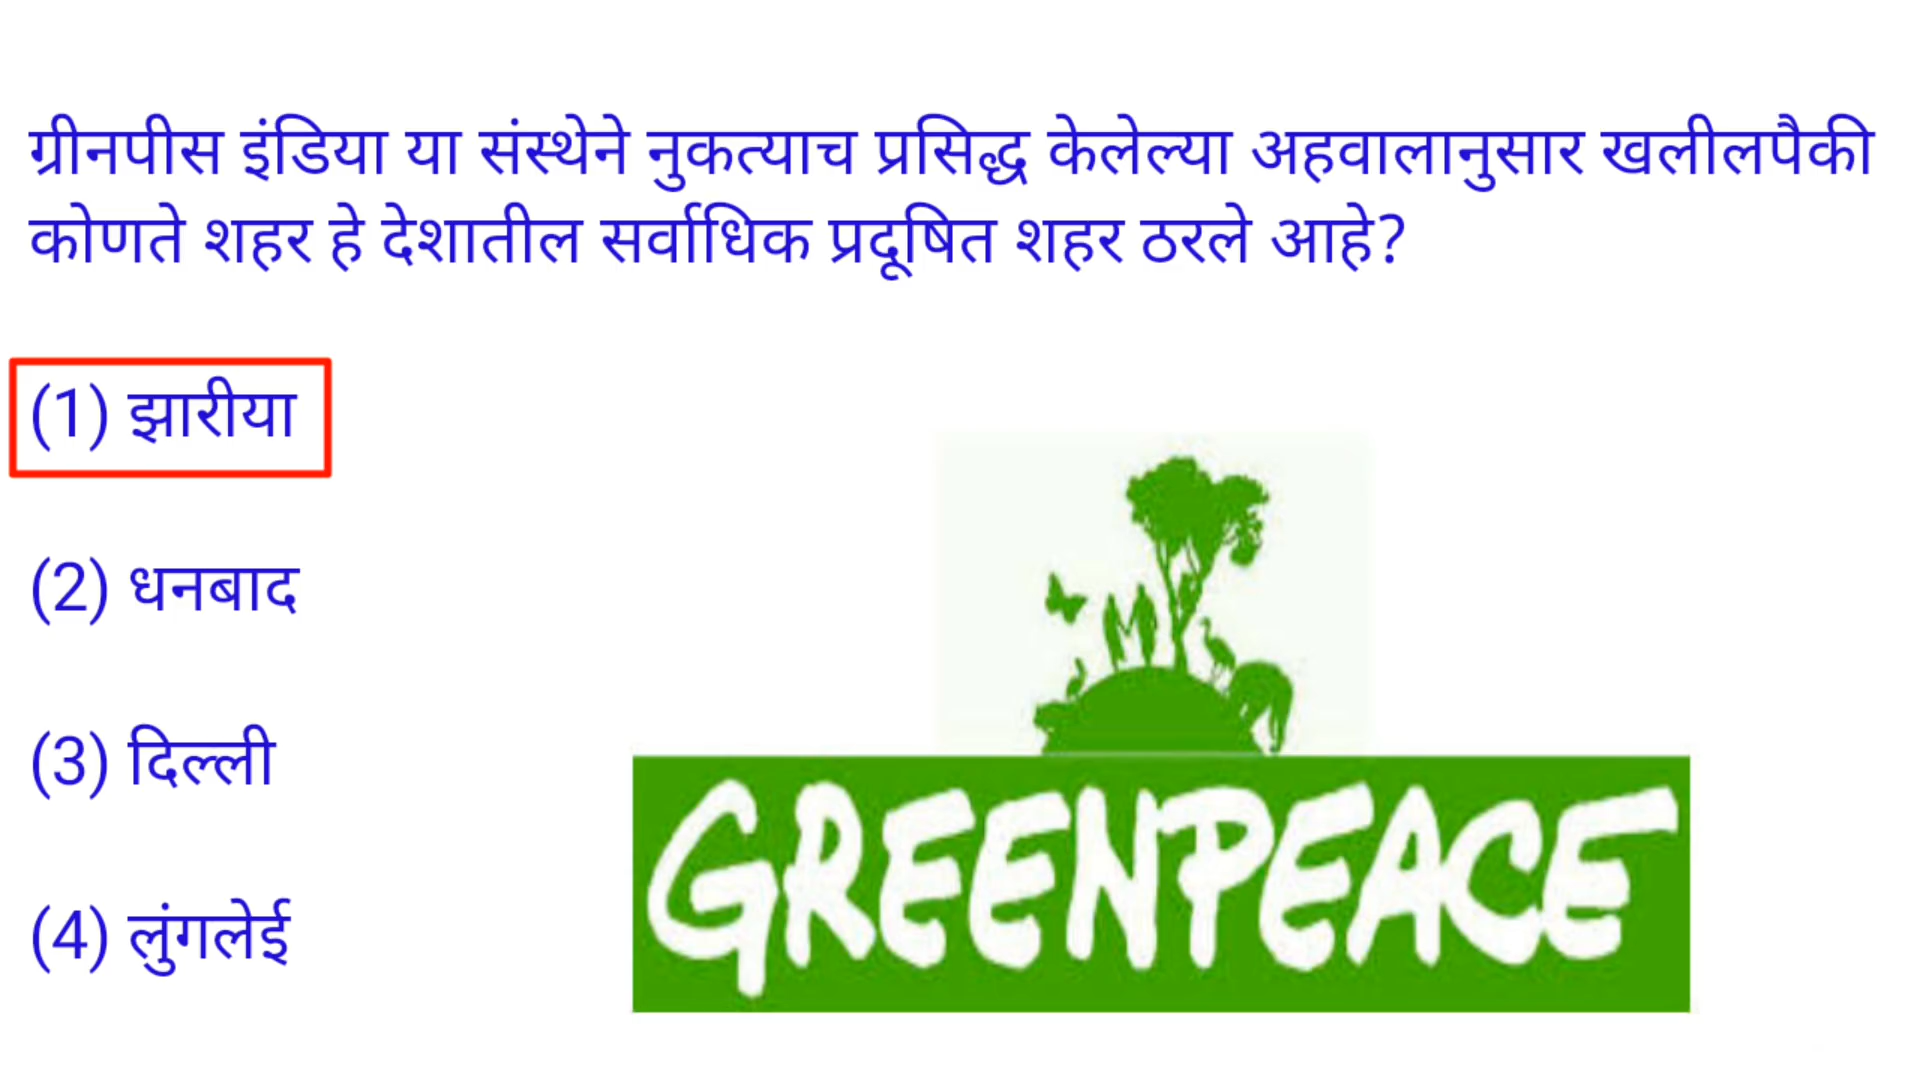 ग्रीनपीस इंडिया या संस्थेने नुकत्याच प्रसिद्ध केलेल्या अहवालानुसार खलीलपैकी
कोणते शहर हे देशातील सर्वाधिक प्रदूषित शहर ठरले आहे?
(1) झारीया
(2) धनबाद
(3) दिल्ली
(4) लुंगलेई
GREENPEACE